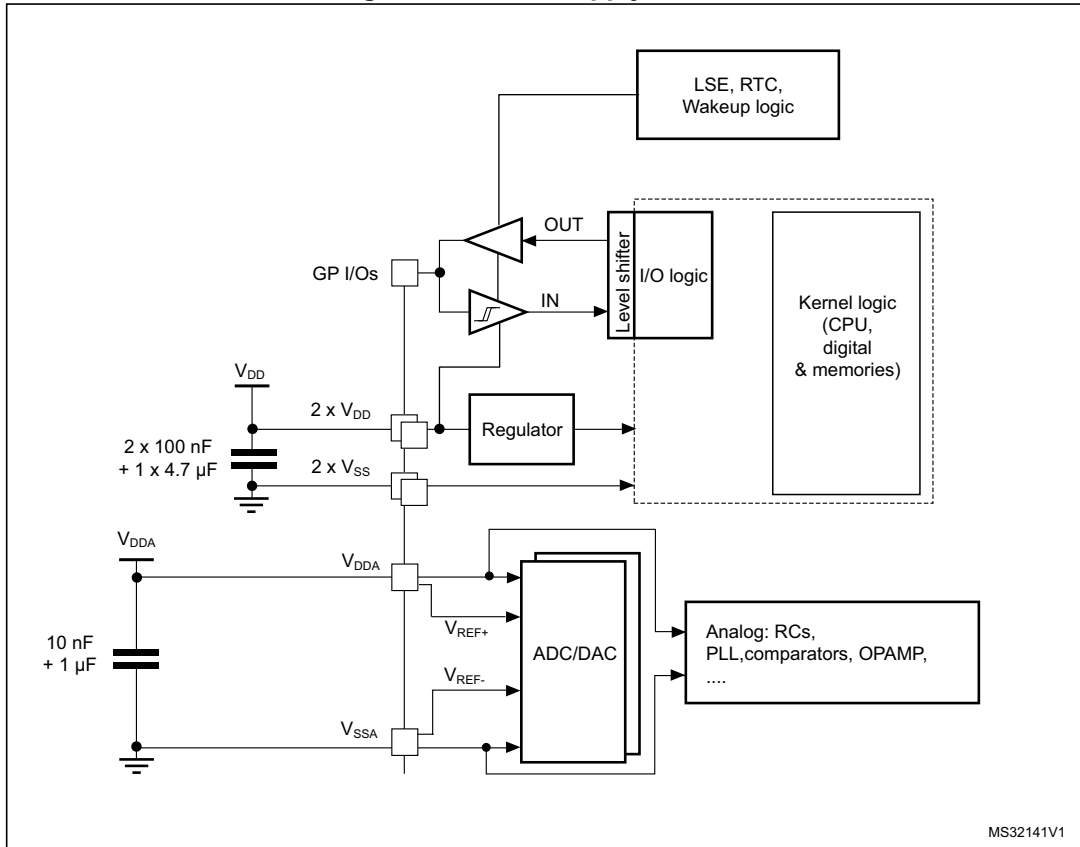 LSE, RTC,
Wakeup logic
OUT
Level shifter
I/O logic
GP I/Os
IN
Kernel logic
(CPU,
digital
& memories)
VDD
2 x VDD
Regulator
2 x 100 nF
+ 1 x 4.7 µF
2 x VSS
VDDA
VDDA
VREF+
10 nF
+ 1 µF
ADC/DAC
Analog: RCs,
PLL,comparators, OPAMP,
....
VREF-
VSSA
MS32141V1